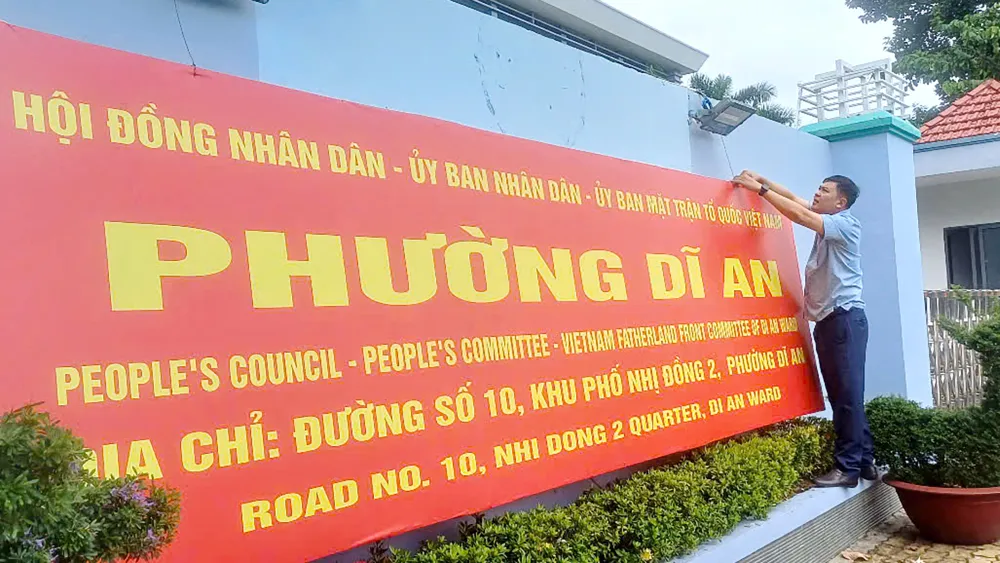 HỘI ĐỒNG NHÂN DÂN - ỦY BAN NHÂN DÂN - ỦY BAN MẶT TRẬN TỔ QUỐC VIỆT NAM
PHƯỜNG DĨ AN
PEOPLE'S COUNCIL - PEOPLE'S COMMITTEE - VIETNAM FATHERLAND FRONT COMMITTEE OF DI AN WARD
CHỈ: ĐƯỜNG SỐ 10, KHU PHỐ NHỊ ĐỒNG 2, PHƯỜNG DĨ AN
ROAD NO. 10, NHI DONG 2 QUARTER, DI AN WARD